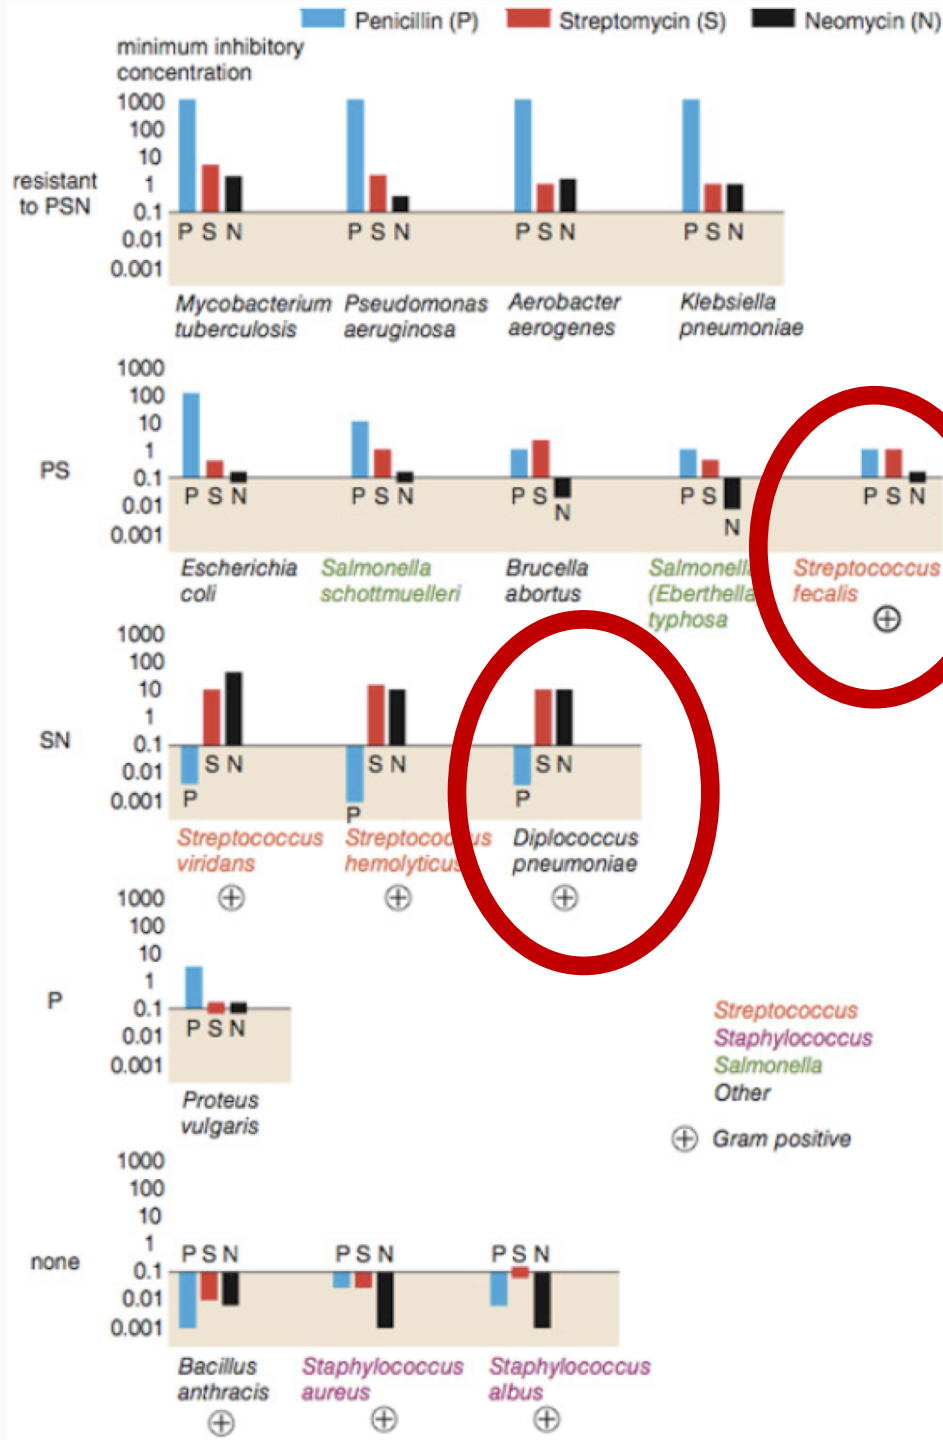 Penicillin (P) Streptomycin (S) Neomycin (N)
minimum inhibitory
concentration
resistant
to PSN
1000
100
10
1
0.1
0.01
0.001
P S N P S N P S N P S N
Mycobacterium Pseudomonas Aerobacter Klebsiella
tuberculosis aeruginosa aerogenes pneumoniae
PS
1000
100
10
1
0.1
0.01
0.001
P S N P S N P S N P S N P S N
Escherichia Salmonella Brucella Salmonella Streptococcus
coli schottmuelleri abortus (Eberthella fecalis
typhosa
SN
1000
100
10
1
0.1
0.01
0.001
P S N P S N P S N
Streptococcus Streptococcus Diplococcus
viridans hemolyticus pneumoniae
P
1000
100
10
1
0.1
0.01
0.001
P S N
Proteus
vulgaris
Streptococcus
Staphylococcus
Salmonella
Other
Gram positive
none
1000
100
10
1
0.1
0.01
0.001
P S N P S N P S N
Bacillus Staphylococcus Staphylococcus
anthracis aureus albus